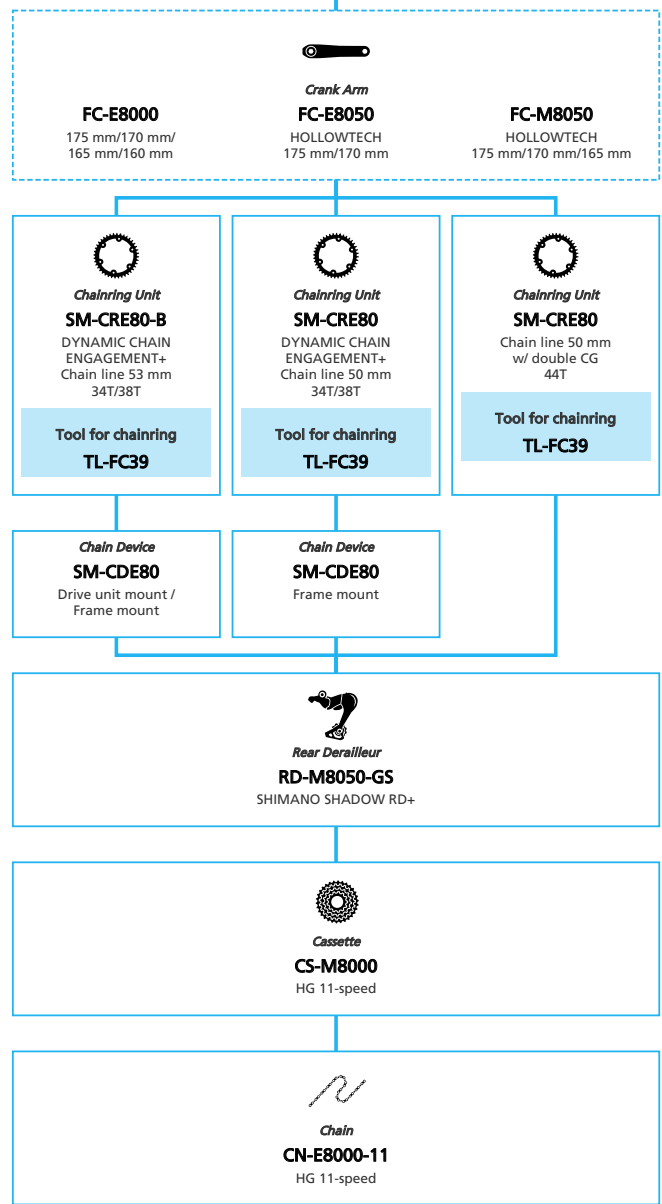 Crank Arm
FC-E8000
175 mm/170 mm/
165 mm/160 mm
FC-E8050
HOLLOWTECH
175 mm/170 mm
FC-M8050
HOLLOWTECH
175 mm/170 mm/165 mm
Chainring Unit
SM-CRE80-B
DYNAMIC CHAIN
ENGAGEMENT+
Chain line 53 mm
34T/38T
Tool for chainring
TL-FC39
Chainring Unit
SM-CRE80
DYNAMIC CHAIN
ENGAGEMENT+
Chain line 50 mm
34T/38T
Tool for chainring
TL-FC39
Chainring Unit
SM-CRE80
Chain line 50 mm
w/ double CG
44T
Tool for chainring
TL-FC39
Chain Device
SM-CDE80
Drive unit mount /
Frame mount
Chain Device
SM-CDE80
Frame mount
Rear Derailleur
RD-M8050-GS
SHIMANO SHADOW RD+
Cassette
CS-M8000
HG 11-speed
Chain
CN-E8000-11
HG 11-speed